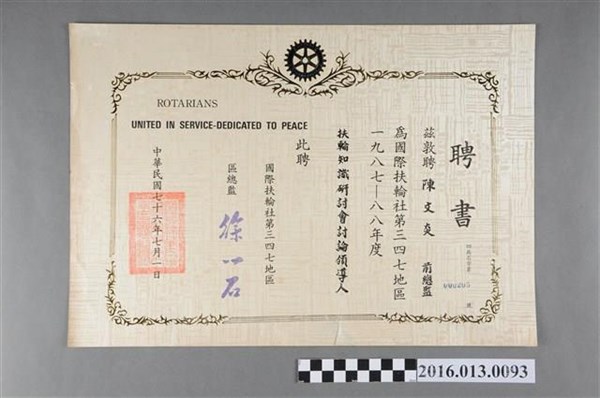 ROTARIANS
UNITED IN SERVICE-DEDICATED TO PEACE
聘書
茲敦聘 陳文炎 前總監
為國際扶輪社第三四七地區
一九八七—八八年度
扶輪知識研討會討論領導人
此聘
國際扶輪社第三四七地區
區總監
徐一石
中華民國七十六年七月一日
2016.013.0093